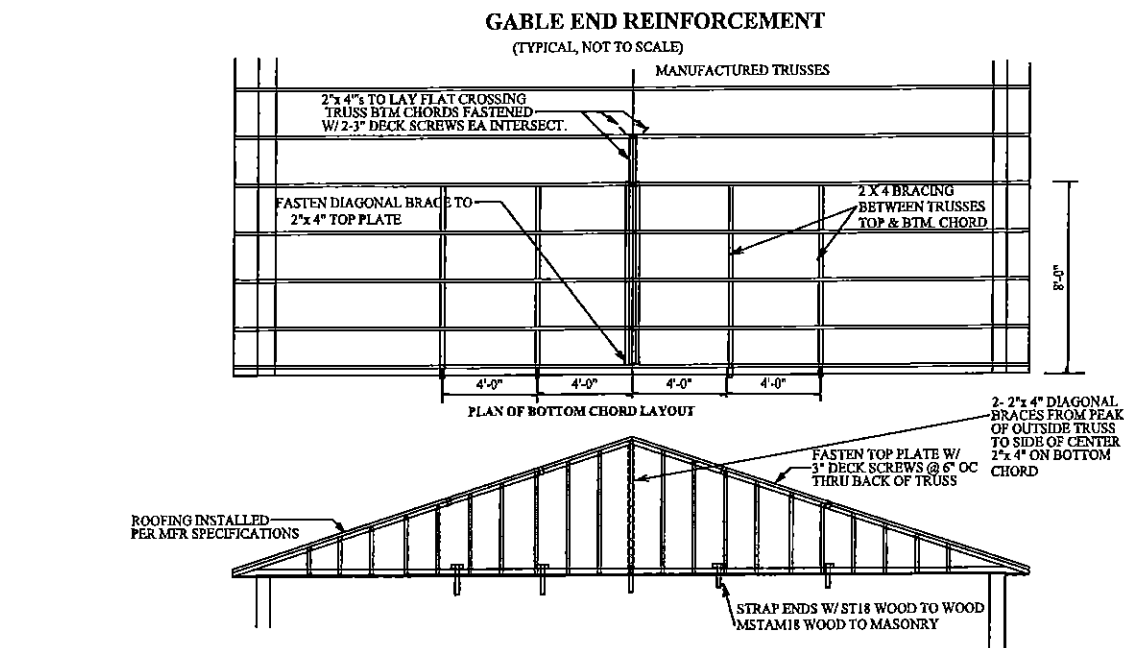 GABLE END REINFORCEMENT
(TYPICAL, NOT TO SCALE)
MANUFACTURED TRUSSES
2"x 4"'s TO LAY FLAT CROSSING
TRUSS BTM CHORDS FASTENED
W/ 2-3" DECK SCREWS EA INTERSECT.
FASTEN DIAGONAL BRACE TO
2"x 4" TOP PLATE
2 X 4 BRACING
BETWEEN TRUSSES
TOP & BTM. CHORD
8'-0"
4'-0"
4'-0"
4'-0"
4'-0"
PLAN OF BOTTOM CHORD LAYOUT
2- 2"x 4" DIAGONAL
BRACES FROM PEAK
OF OUTSIDE TRUSS
TO SIDE OF CENTER
2"x 4" ON BOTTOM
CHORD
FASTEN TOP PLATE W/
3" DECK SCREWS @ 6" OC
THRU BACK OF TRUSS
ROOFING INSTALLED
PER MFR SPECIFICATIONS
STRAP ENDS W/ ST18 WOOD TO WOOD
MSTAM18 WOOD TO MASONRY